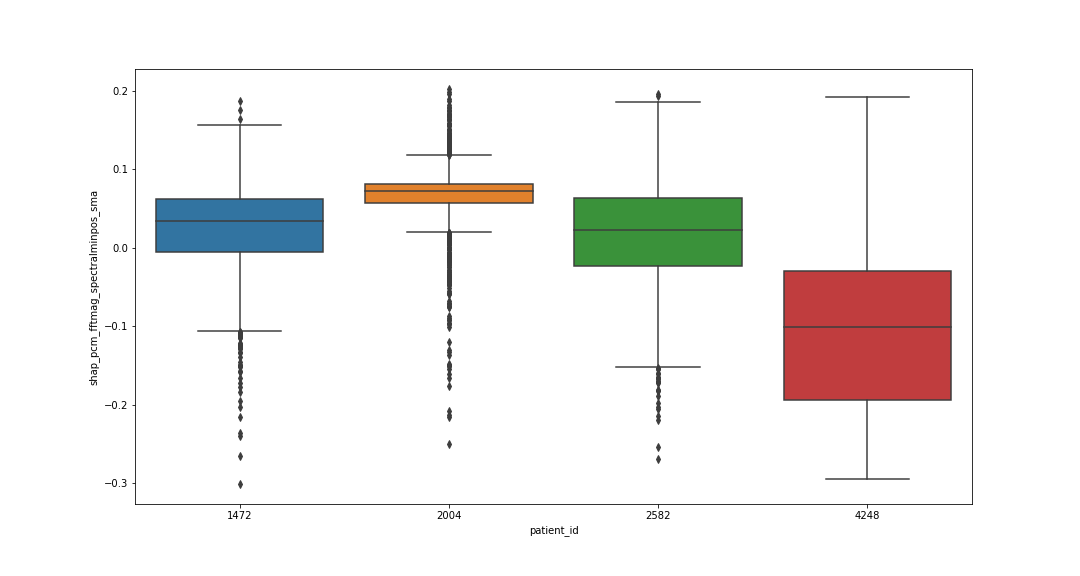 shap_pcm_fftmag_spectralminpos_sma
0.2
0.1
0.0
−0.1
−0.2
−0.3
1472 2004 2582 4248
patient_id